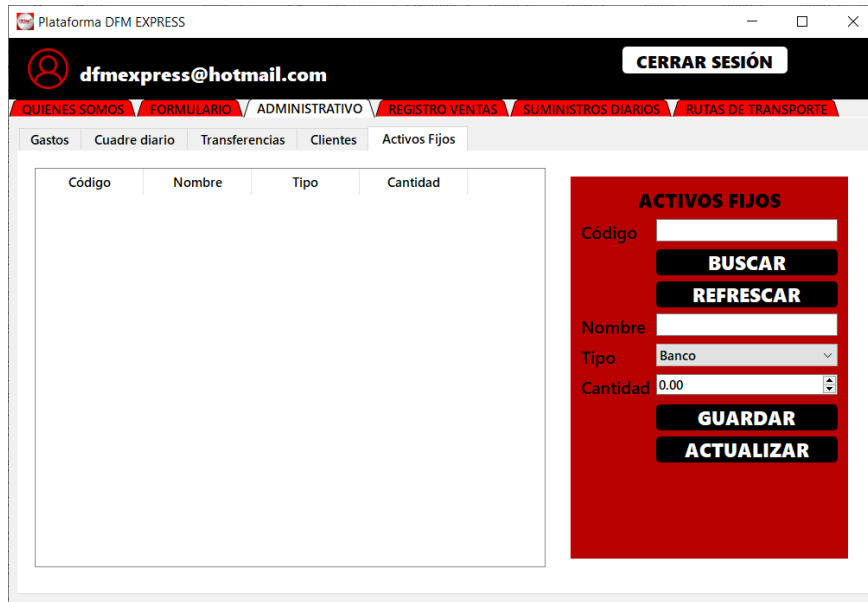 Plataforma DFM EXPRESS
dfmexpress@hotmail.com
CERRAR SESIÓN
QUIENES SOMOS FORMULARIO ADMINISTRATIVO REGISTRO VENTAS SUMINISTROS DIARIOS RUTAS DE TRANSPORTE
Gastos Cuadre diario Transferencias Clientes Activos Fijos
Código Nombre Tipo Cantidad
ACTIVOS FIJOS
Código
BUSCAR
REFRESCAR
Nombre
Tipo Banco
Cantidad 0.00
GUARDAR
ACTUALIZAR